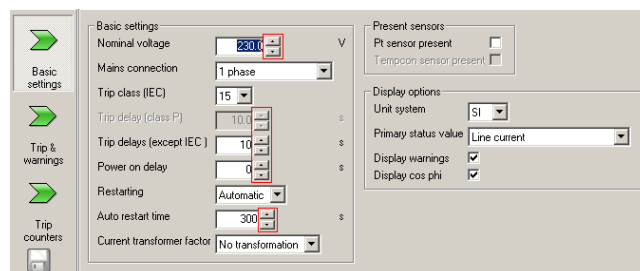 Basic settings
Trip & warnings
Trip counters
Basic settings
Nominal voltage 230.0 V
Mains connection 1 phase
Trip class (IEC) 15
Trip delay (class P) 10.0 s
Trip delays (except IEC ) 10 s
Power on delay 0 s
Restarting Automatic
Auto restart time 300 s
Current transformer factor No transformation
Present sensors
Pt sensor present
Tempcon sensor present
Display options
Unit system SI
Primary status value Line current
Display warnings
Display cos phi